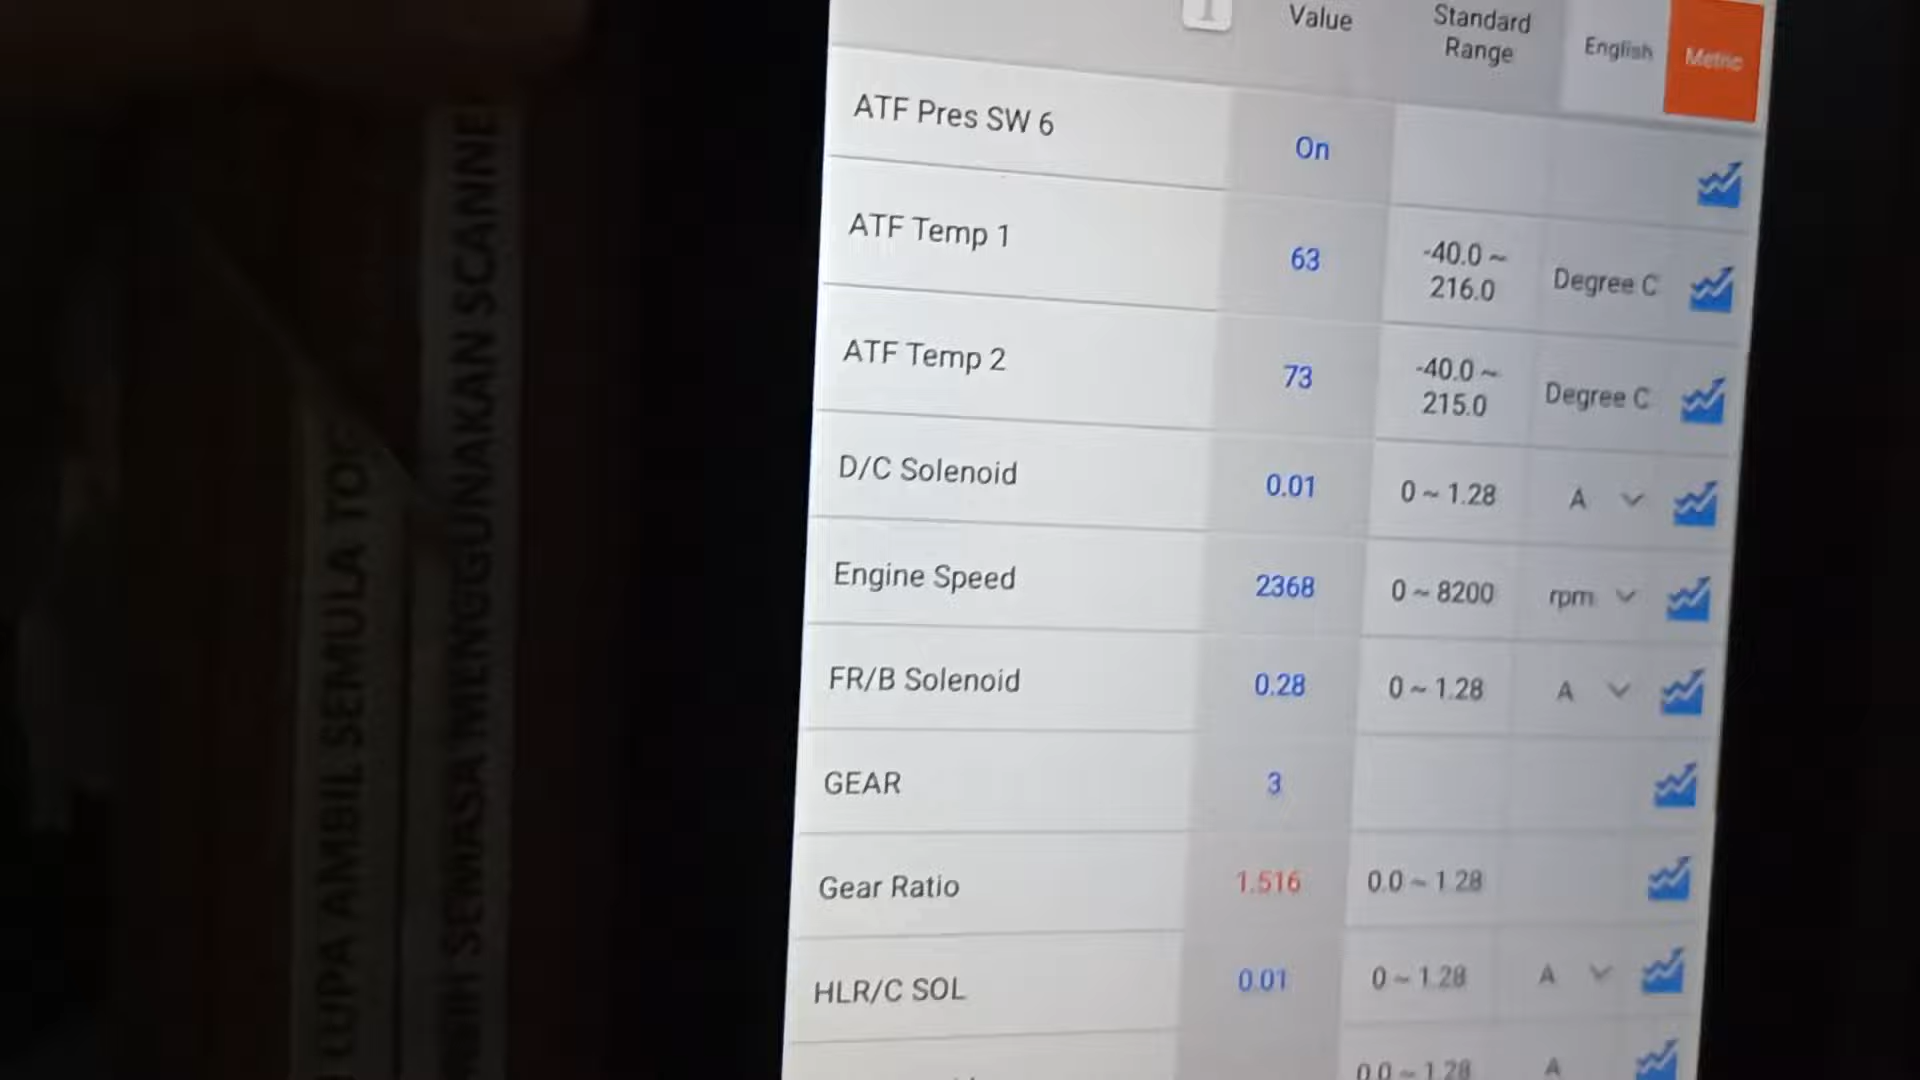 Value
Standard
Range
English
Metric
ATF Pres SW 6
On
ATF Temp 1
63
-40.0 ~
216.0
Degree C
ATF Temp 2
73
-40.0 ~
215.0
Degree C
D/C Solenoid
0.01
0 ~ 1.28
A
Engine Speed
2368
0 ~ 8200
rpm
FR/B Solenoid
0.28
0 ~ 1.28
A
GEAR
3
Gear Ratio
1.516
0.0 ~ 1.28
HLR/C SOL
0.01
0 ~ 1.28
A
0.0 ~ 1.28
A
LUPA AMBIL SEMULA
SEMASA MENGGUNAKAN SCANNE